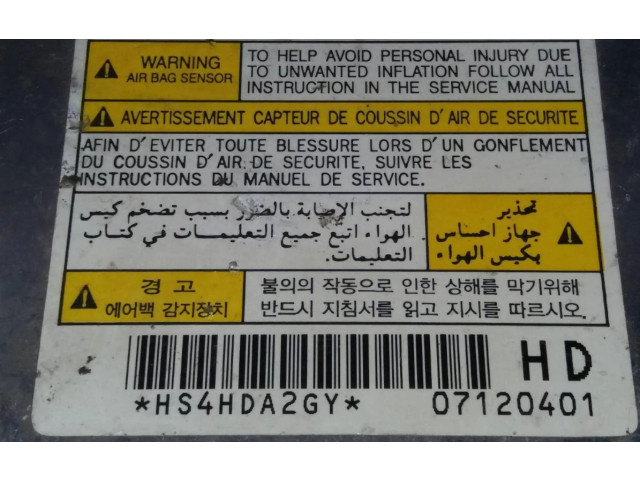 WARNING
AIR BAG SENSOR
TO HELP AVOID PERSONAL INJURY DUE
TO UNWANTED INFLATION FOLLOW ALL
INSTRUCTION IN THE SERVICE MANUAL
AVERTISSEMENT CAPTEUR DE COUSSIN D'AIR DE SECURITE
AFIN D'EVITER TOUTE BLESSURE LORS D'UN GONFLEMENT
DU COUSSIN D'AIR DE SECURITE, SUIVRE LES
INSTRUCTIONS DU MANUEL DE SERVICE.
تحذير
جهاز احساس
بكيس الهواء
لتجنب الإصابة بالضرر بسبب تضخم كيس
الهواء اتبع جميع التعليمات في كتاب
التعليمات.
경 고
에어백 감지장치
불의의 작동으로 인한 상해를 막기위해
반드시 지침서를 읽고 지시를 따르시오.
HD
*HS4HDA2GY* 07120401